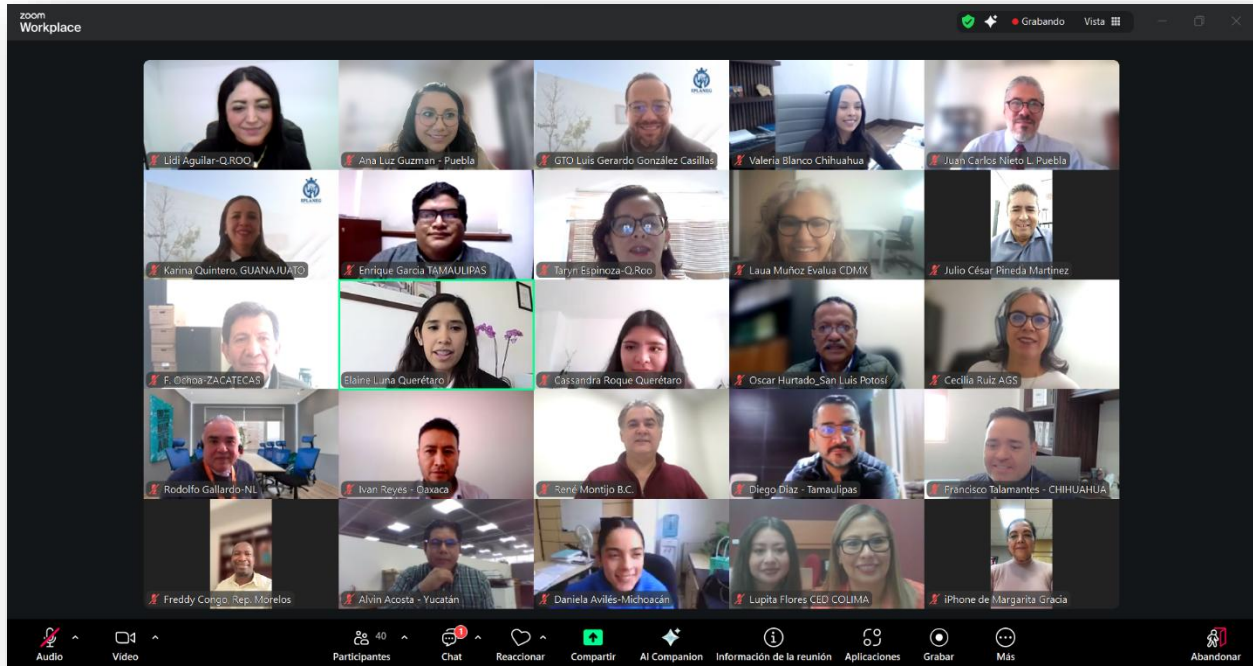 zoom
Workplace
Grabando
Vista
Lidi Aguilar-Q.ROO
Ana Luz Guzman - Puebla
IPLANEG
GTO Luis Gerardo González Casillas
Valeria Blanco Chihuahua
Juan Carlos Nieto L. Puebla
IPLANEG
Karina Quintero, GUANAJUATO
Enrique Garcia TAMAULIPAS
Taryn Espinoza-Q.Roo
Laua Muñoz Evalua CDMX
Julio César Pineda Martinez
F. Ochoa-ZACATECAS
Elaine Luna Querétaro
Cassandra Roque Querétaro
Oscar Hurtado_San Luis Potosí
Cecilia Ruiz AGS
Rodolfo Gallardo-NL
Ivan Reyes - Oaxaca
René Montijo B.C.
Diego Díaz - Tamaulipas
Francisco Talamantes - CHIHUAHUA
Freddy Congo. Rep. Morelos
Alvin Acosta - Yucatán
Daniela Avilés-Michoacán
Lupita Flores CED COLIMA
iPhone de Margarita Gracia
Audio
Vídeo
Participantes
40
Chat
1
Reaccionar
Compartir
AI Companion
Información de la reunión
Aplicaciones
Grabar
Más
Abandonar